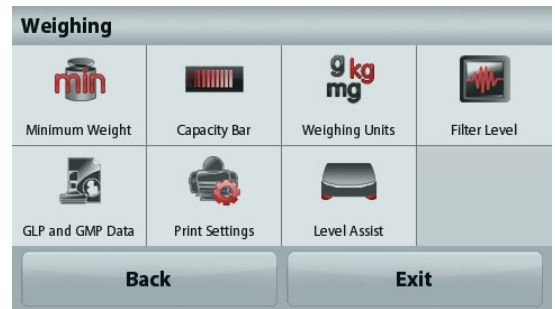 Weighing
min
g kg
mg
Minimum Weight
Capacity Bar
Weighing Units
Filter Level
GLP and GMP Data
Print Settings
Level Assist
Back
Exit